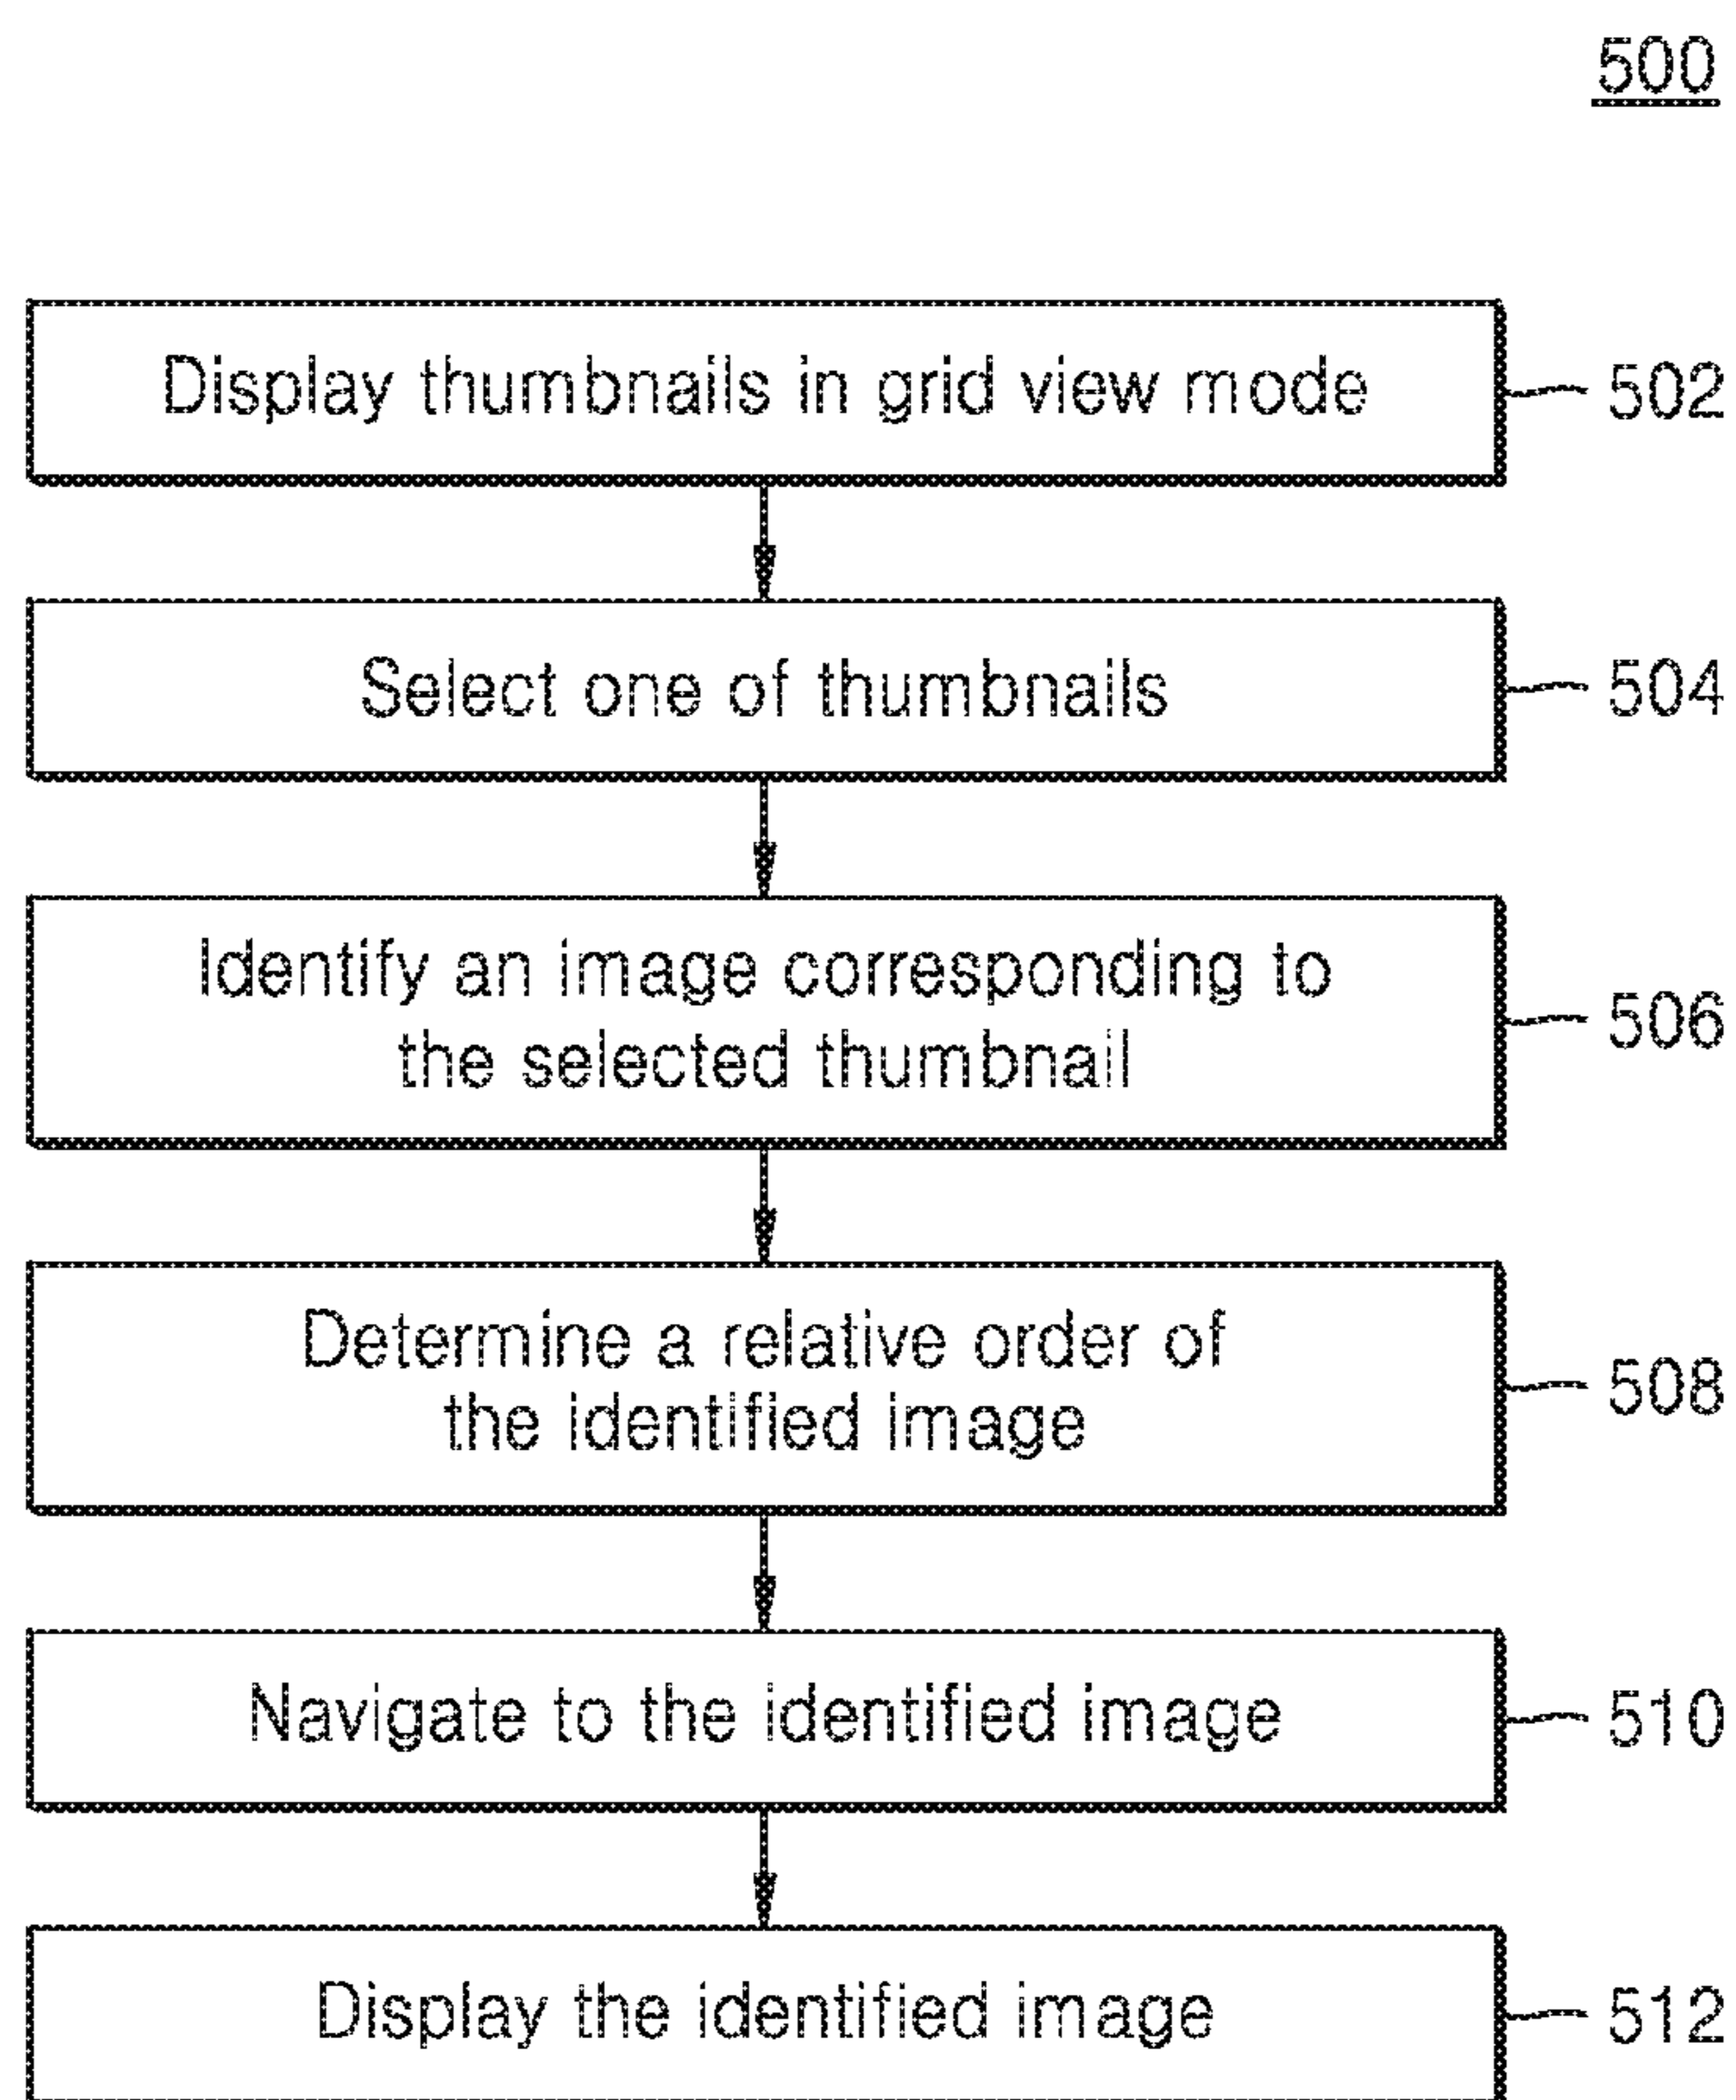 500
Display thumbnails in grid view mode
502
Select one of thumbnails
504
Identify an image corresponding to
the selected thumbnail
506
Determine a relative order of
the identified image
508
Navigate to the identified image
510
Display the identified image
512